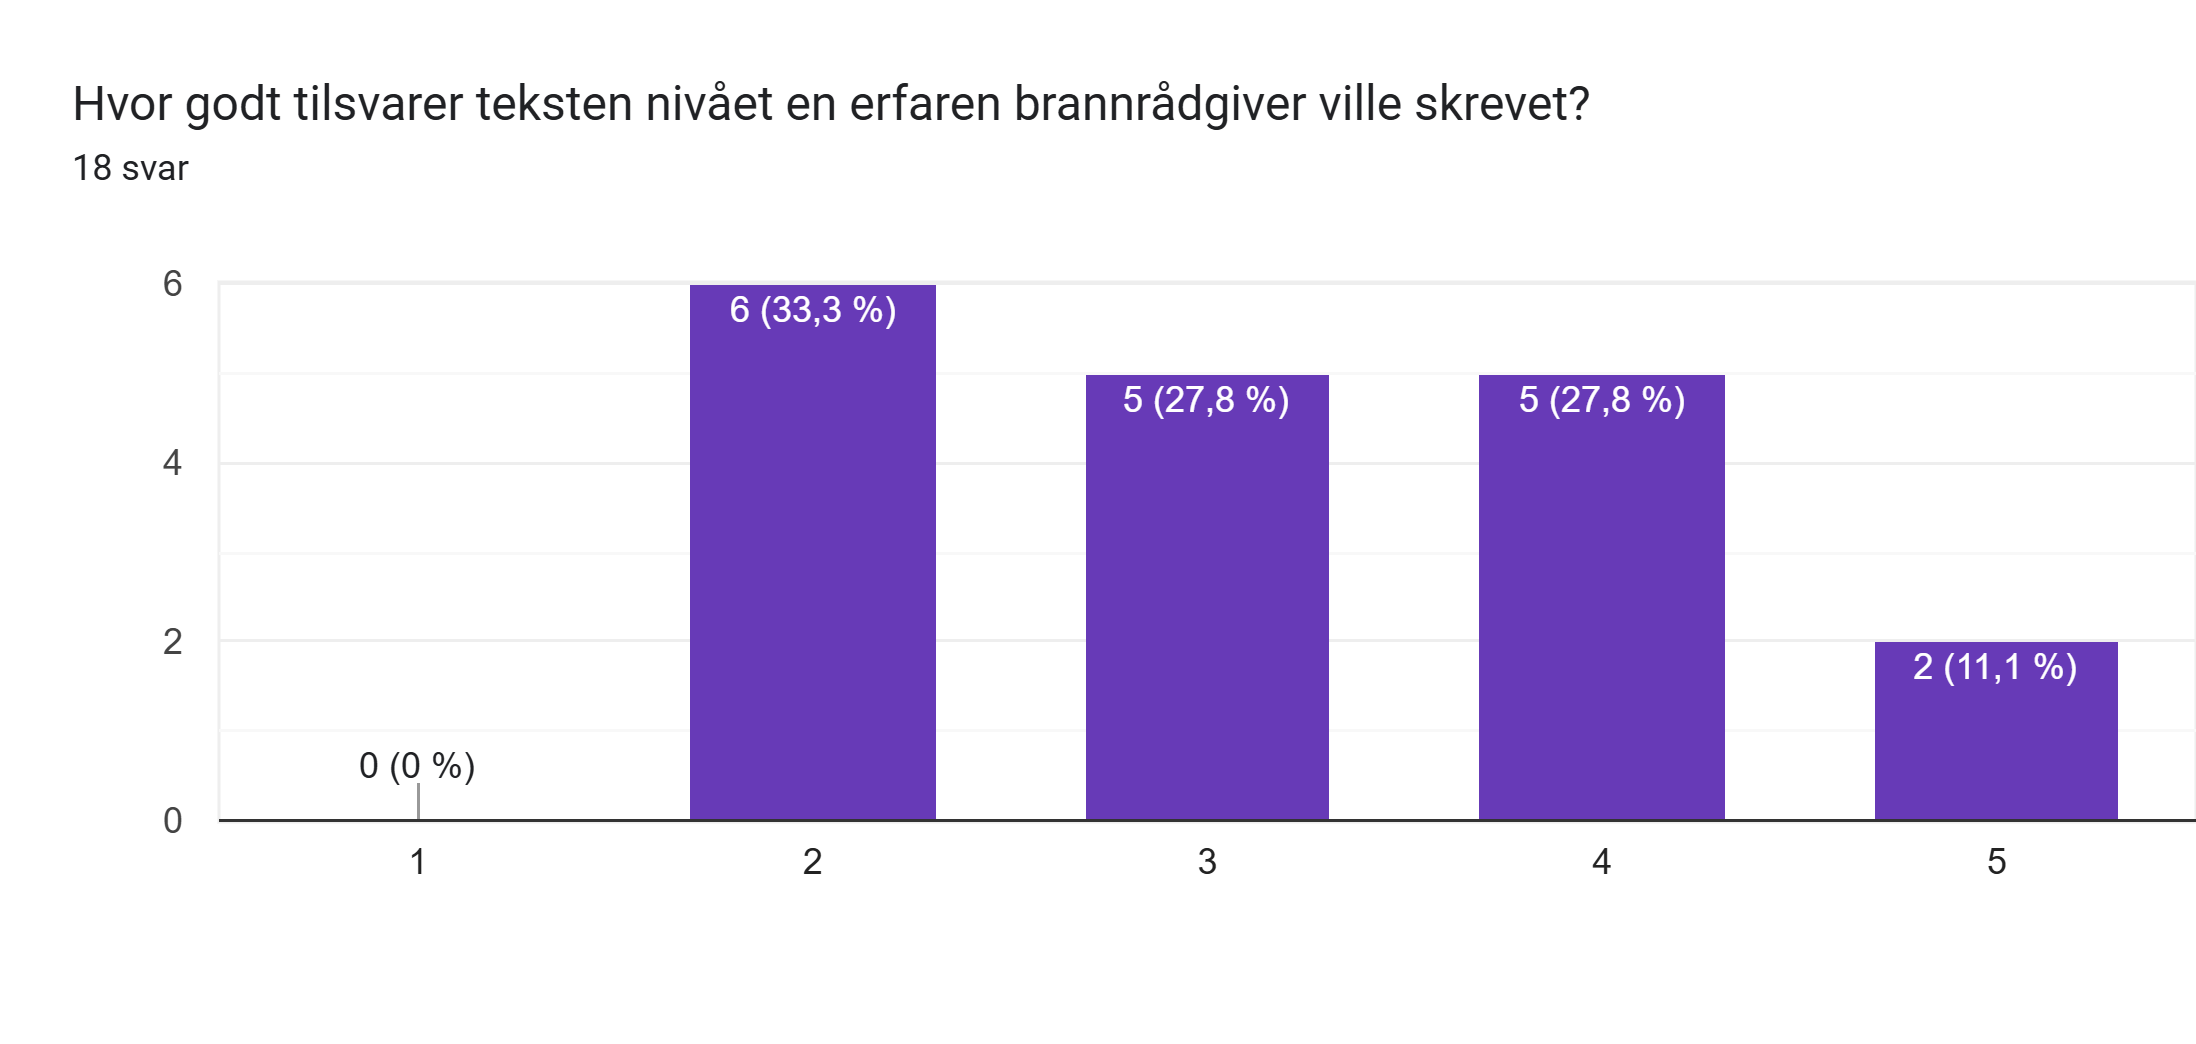 Hvor godt tilsvarer teksten nivået en erfaren brannrådgiver ville skrevet?
18 svar
6
6 (33,3 %)
5 (27,8 %)
5 (27,8 %)
4
2
2 (11,1 %)
0 (0 %)
0
1
2
3
4
5